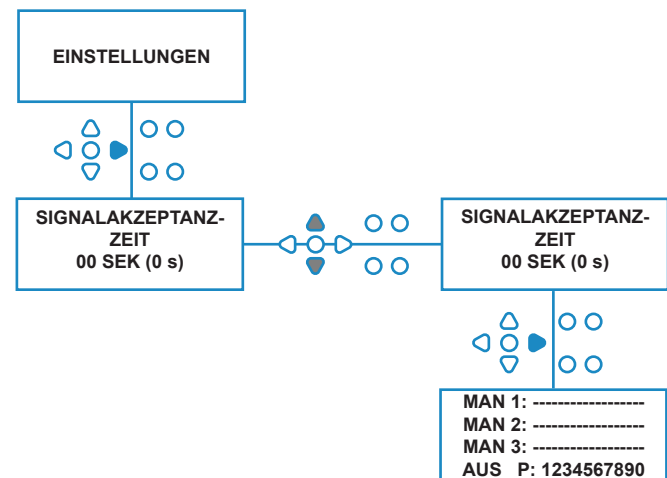 EINSTELLUNGEN
SIGNALAKZEPTANZ-
ZEIT
00 SEK (0 s)
SIGNALAKZEPTANZ-
ZEIT
00 SEK (0 s)
MAN 1: ------------------
MAN 2: ------------------
MAN 3: ------------------
AUS P: 1234567890